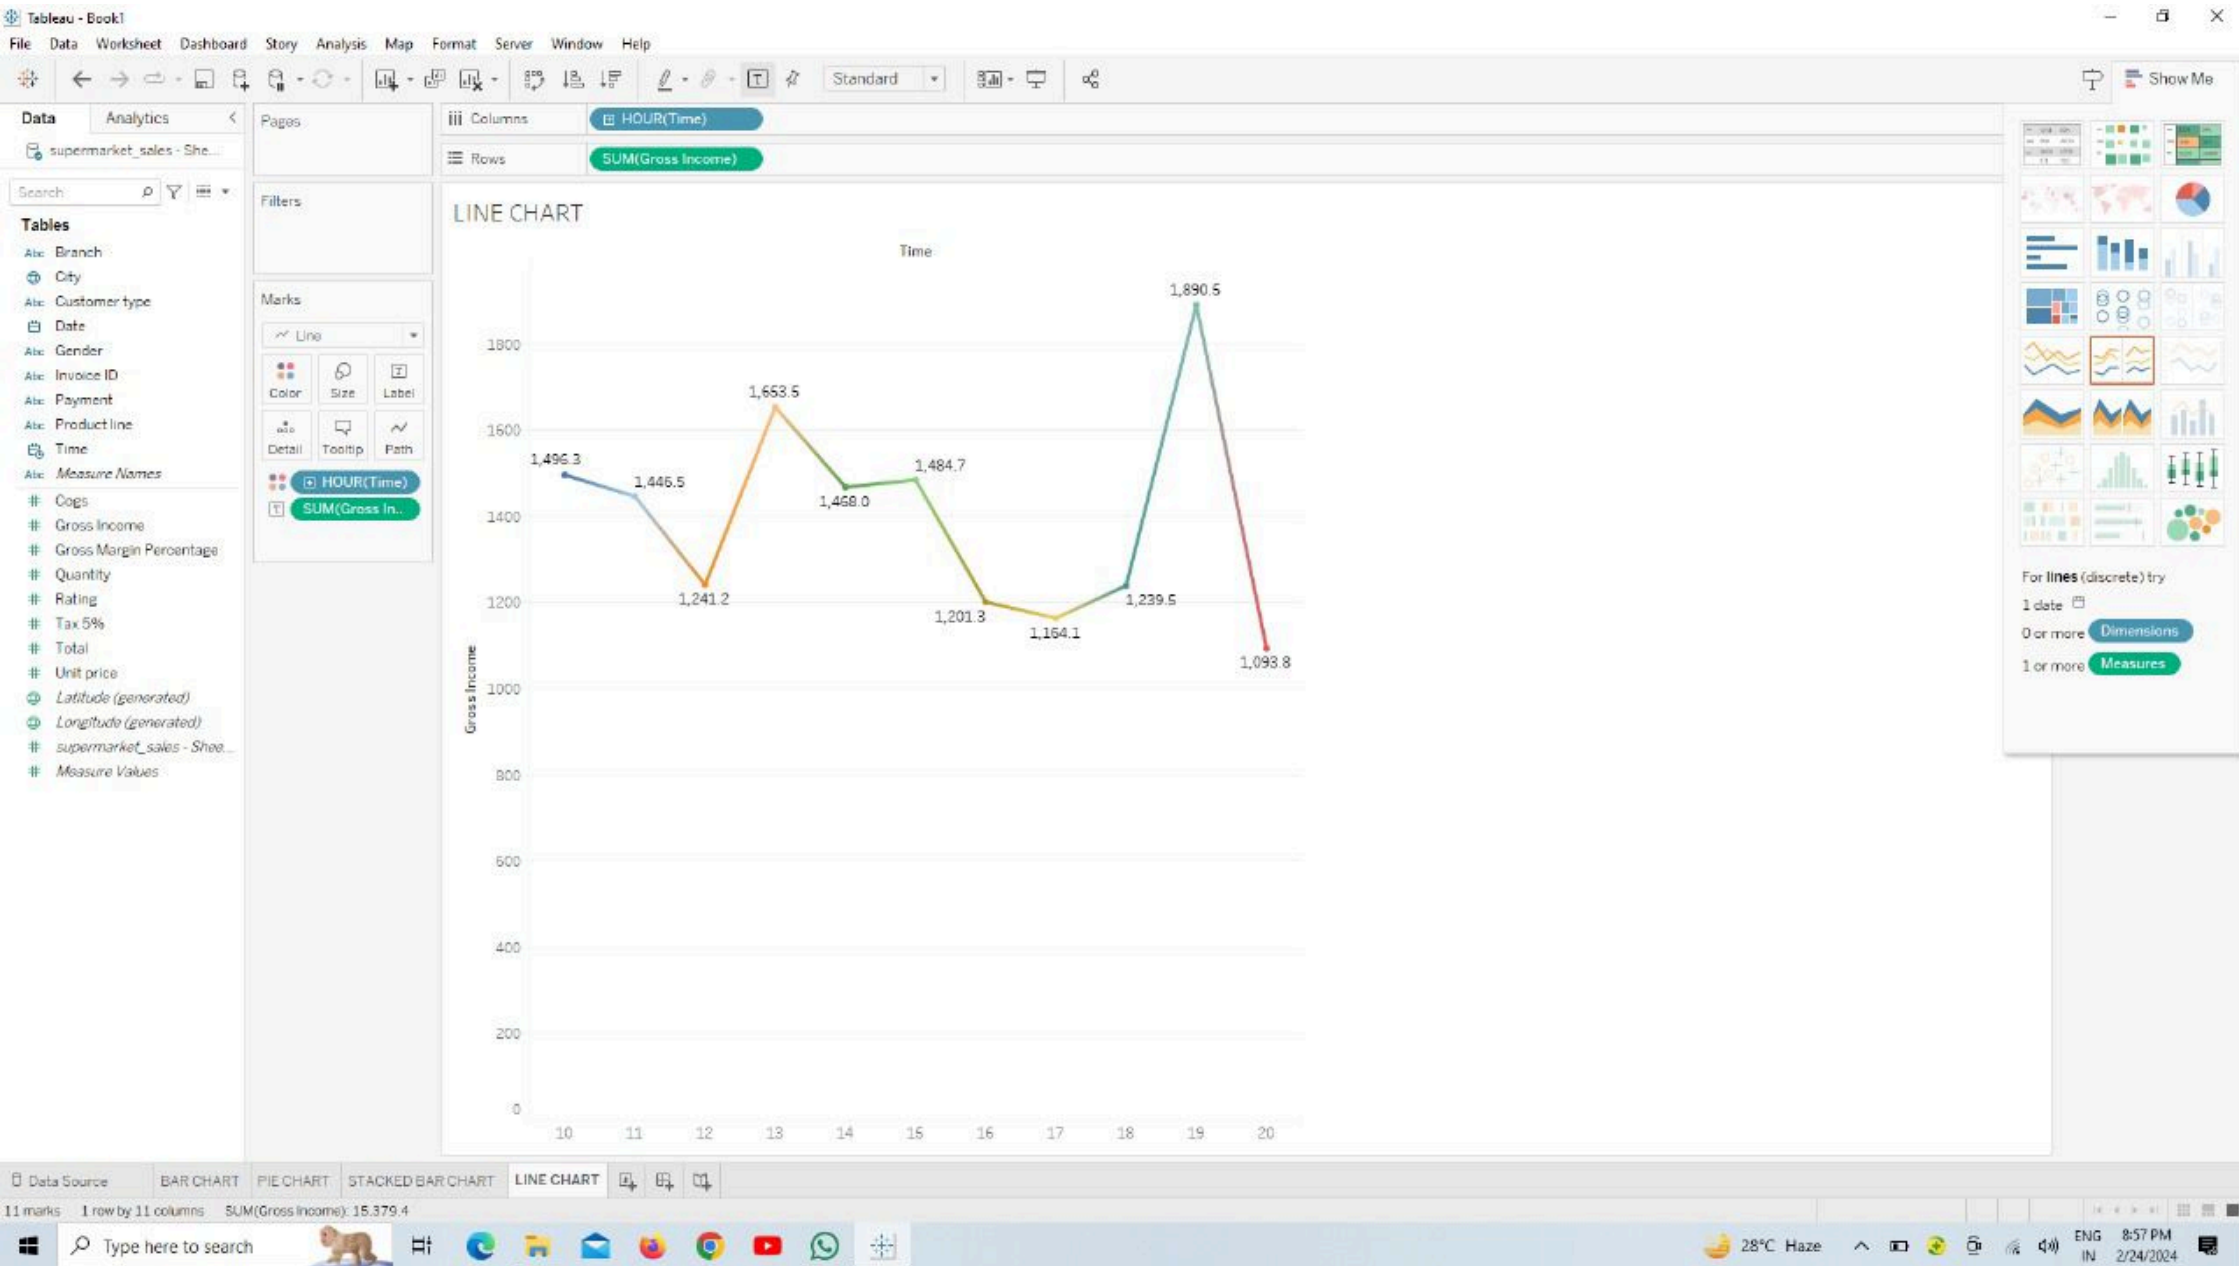 Tableau - Book1
File Data Worksheet Dashboard Story Analysis Map Format Server Window Help
Standard
Show Me
Data Analytics
supermarket_sales - She...
Search
Tables
Abc Branch
City
Abc Customer type
Date
Abc Gender
Abc Invoice ID
Abc Payment
Abc Product line
Time
Abc Measure Names
# Cogs
# Gross Income
# Gross Margin Percentage
# Quantity
# Rating
# Tax 5%
# Total
# Unit price
Latitude (generated)
Longitude (generated)
# supermarket_sales - Shee...
# Measure Values
Pages
Filters
Marks
Line
Color Size Label
Detail Tooltip Path
HOUR(Time)
SUM(Gross In..
iii Columns HOUR(Time)
Rows SUM(Gross Income)
LINE CHART
Time
1,890.5
1800
1,653.5
1600
1,496.3
1,484.7
1,446.5
1,468.0
1400
1,241.2
1200
1,239.5
1,201.3
1,164.1
1,093.8
Gross Income
1000
800
600
400
200
0
10 11 12 13 14 15 16 17 18 19 20
For lines (discrete) try
1 date
0 or more Dimensions
1 or more Measures
Data Source BAR CHART PIE CHART STACKED BAR CHART LINE CHART
11 marks 1 row by 11 columns SUM(Gross Income): 15,379.4
Type here to search
28°C Haze
ENG
IN
8:57 PM
2/24/2024